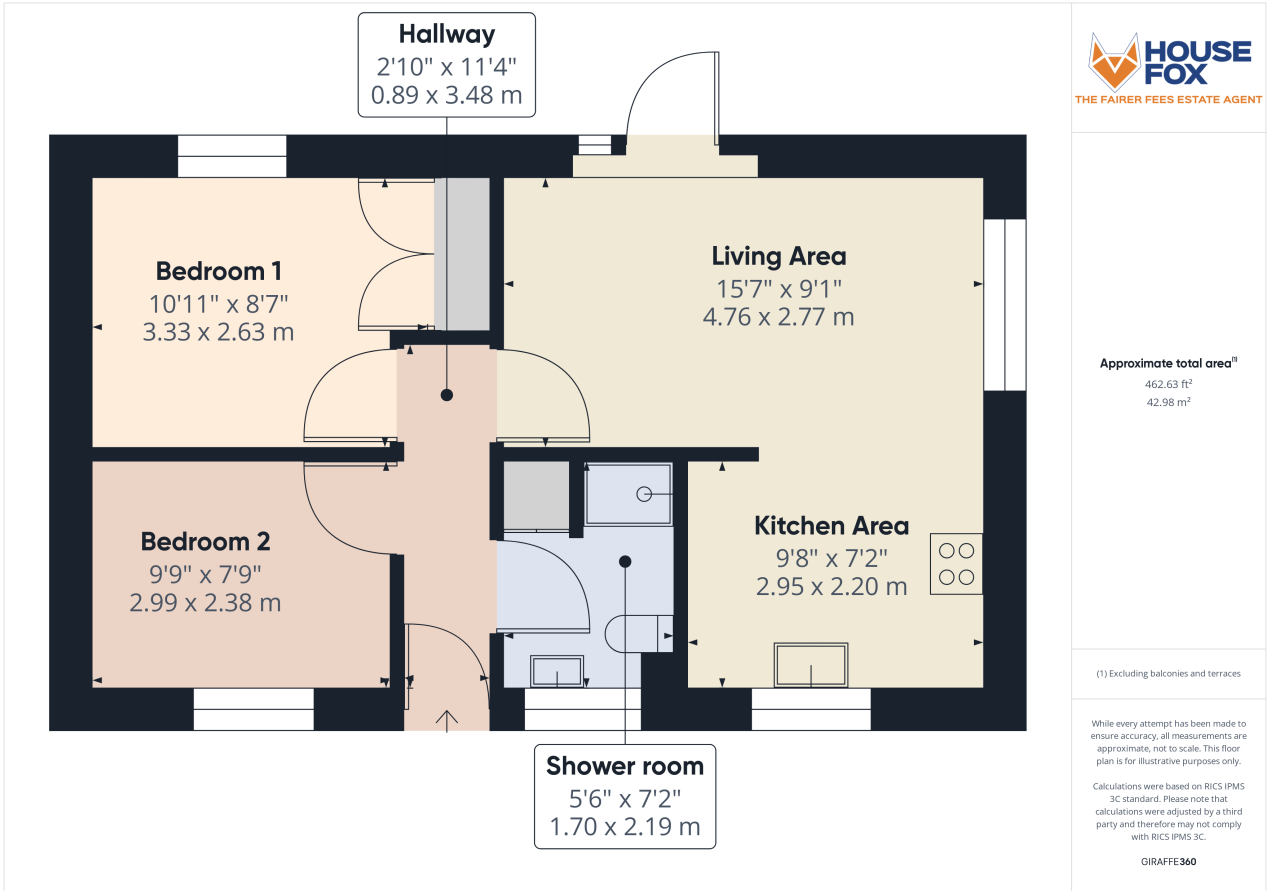 Hallway
2'10" x 11'4"
0.89 x 3.48 m
Bedroom 1
10'11" x 8'7"
3.33 x 2.63 m
Living Area
15'7" x 9'1"
4.76 x 2.77 m
Bedroom 2
9'9" x 7'9"
2.99 x 2.38 m
Kitchen Area
9'8" x 7'2"
2.95 x 2.20 m
Shower room
5'6" x 7'2"
1.70 x 2.19 m
HOUSE
FOX
THE FAIRER FEES ESTATE AGENT
Approximate total area(1)
462.63 ft²
42.98 m²
(1) Excluding balconies and terraces
While every attempt has been made to
ensure accuracy, all measurements are
approximate, not to scale. This floor
plan is for illustrative purposes only.
Calculations were based on RICS IPMS
3C standard. Please note that
calculations were adjusted by a third
party and therefore may not comply
with RICS IPMS 3C.
GIRAFFE360